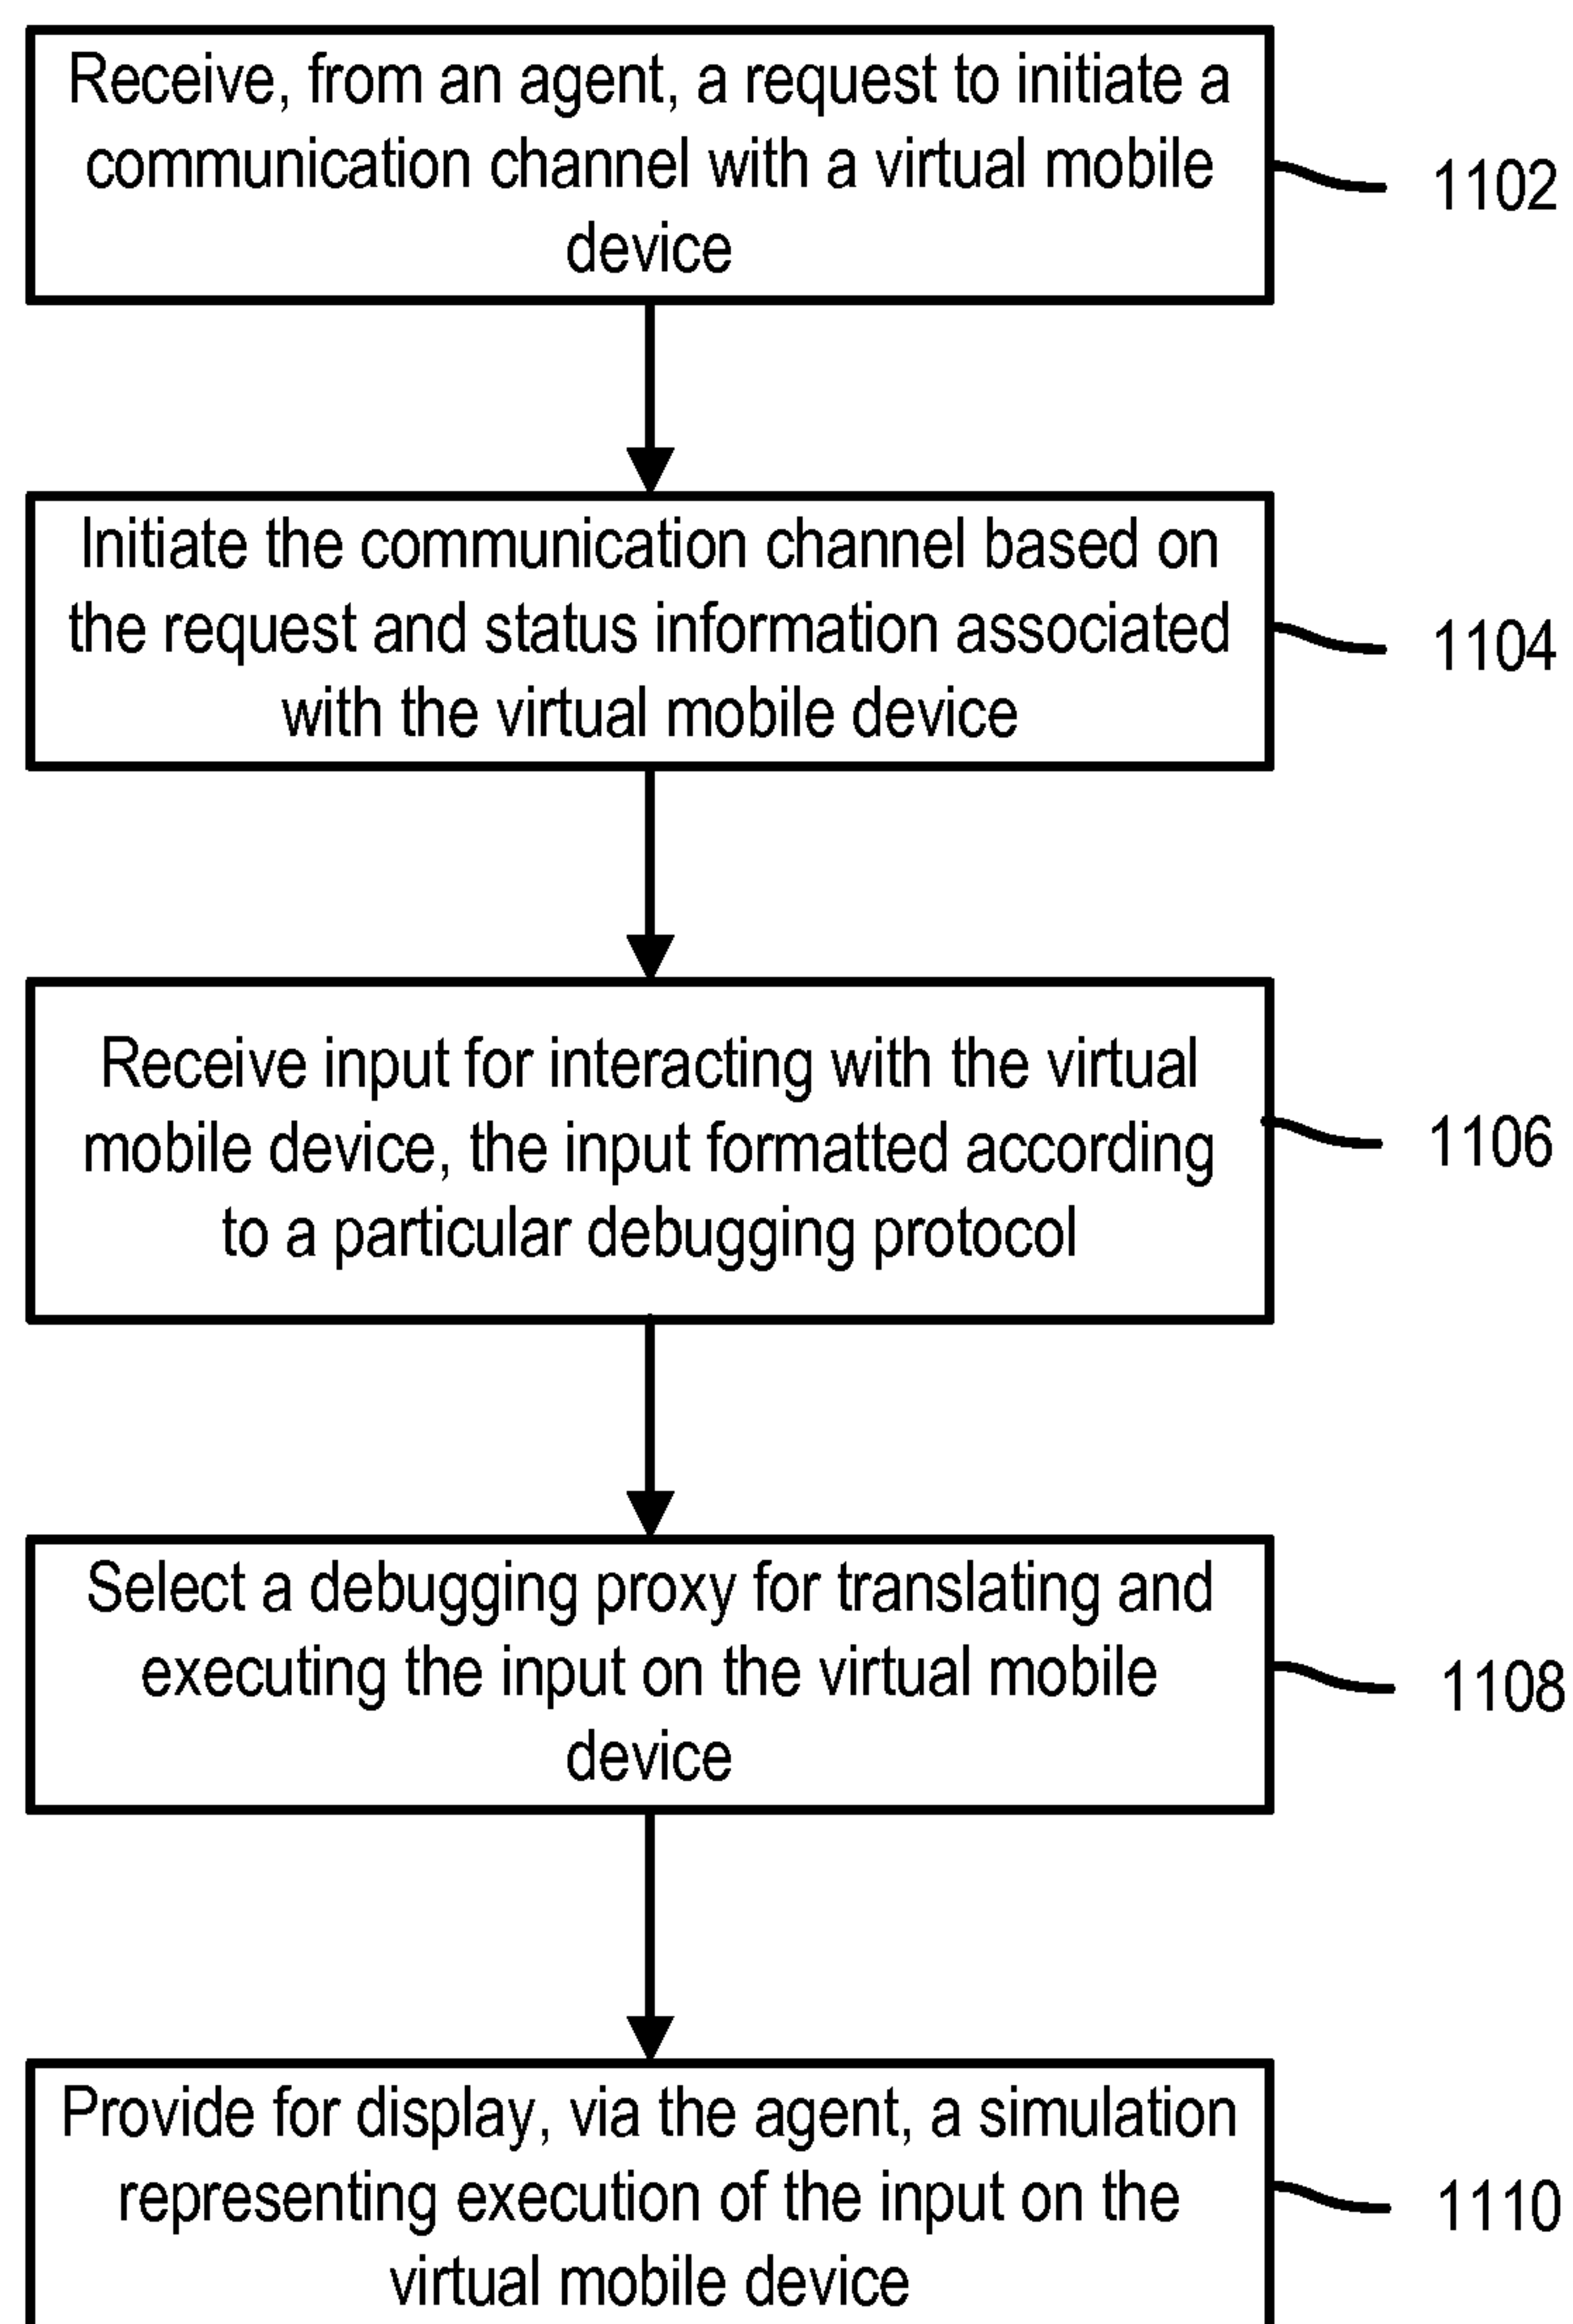 Receive, from an agent, a request to initiate a
communication channel with a virtual mobile
device
1102
Initiate the communication channel based on
the request and status information associated
with the virtual mobile device
1104
Receive input for interacting with the virtual
mobile device, the input formatted according
to a particular debugging protocol
1106
Select a debugging proxy for translating and
executing the input on the virtual mobile
device
1108
Provide for display, via the agent, a simulation
representing execution of the input on the
virtual mobile device
1110